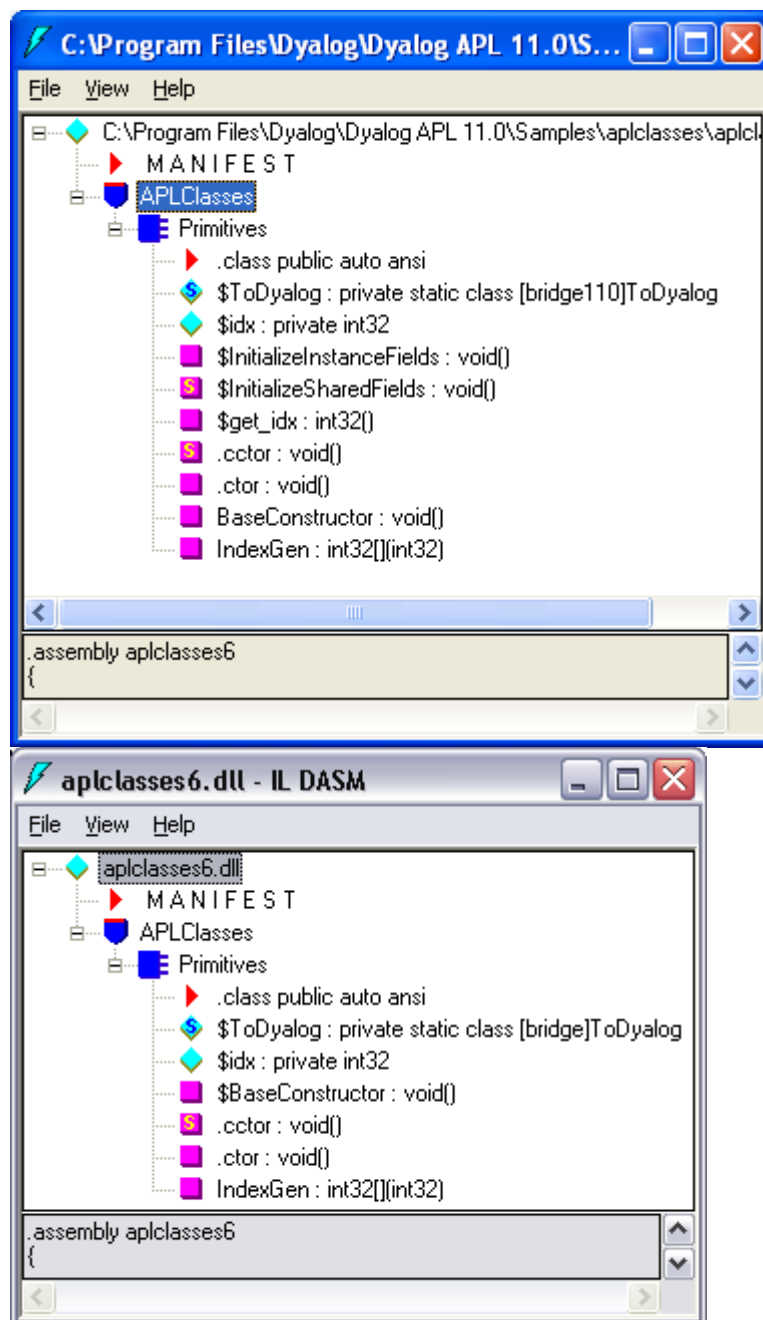 C:\Program Files\Dyalog\Dyalog APL 11.0\S...
File View Help
C:\Program Files\Dyalog\Dyalog APL 11.0\Samples\aplclasses\aplcl
M A N I F E S T
APLClasses
Primitives
.class public auto ansi
$ToDyalog : private static class [bridge110]ToDyalog
$idx : private int32
$InitializeInstanceFields : void()
$InitializeSharedFields : void()
$get_idx : int32()
.cctor : void()
.ctor : void()
BaseConstructor : void()
IndexGen : int32[](int32)
.assembly aplclasses6
{
aplclasses6.dll - IL DASM
File View Help
aplclasses6.dll
M A N I F E S T
APLClasses
Primitives
.class public auto ansi
$ToDyalog : private static class [bridge]ToDyalog
$idx : private int32
$BaseConstructor : void()
.cctor : void()
.ctor : void()
IndexGen : int32[](int32)
.assembly aplclasses6
{